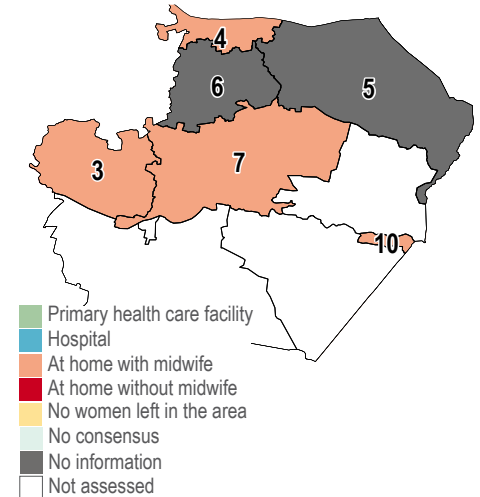 4
6
5
3
7
10
Primary health care facility
Hospital
At home with midwife
At home without midwife
No women left in the area
No consensus
No information
Not assessed